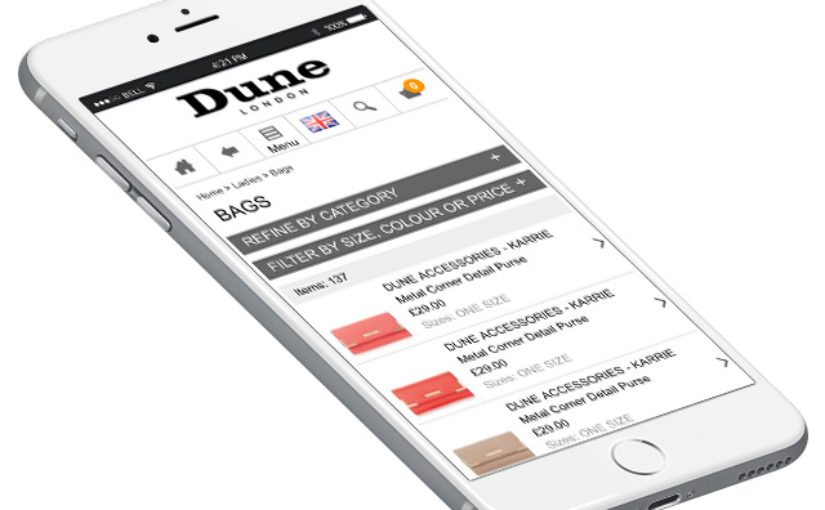 BELL 4:21 PM 100%
Dune
LONDON
0
Menu
Home > Ladies > Bags
BAGS
REFINE BY CATEGORY +
FILTER BY SIZE, COLOUR OR PRICE +
Items: 137
DUNE ACCESSORIES - KARRIE
Metal Corner Detail Purse
£29.00
Sizes: ONE SIZE
DUNE ACCESSORIES - KARRIE
Metal Corner Detail Purse
£29.00
Sizes: ONE SIZE
DUNE ACCESSORIES - KARRIE
Metal Corner Detail Purse
£29.00
Sizes: ONE SIZE